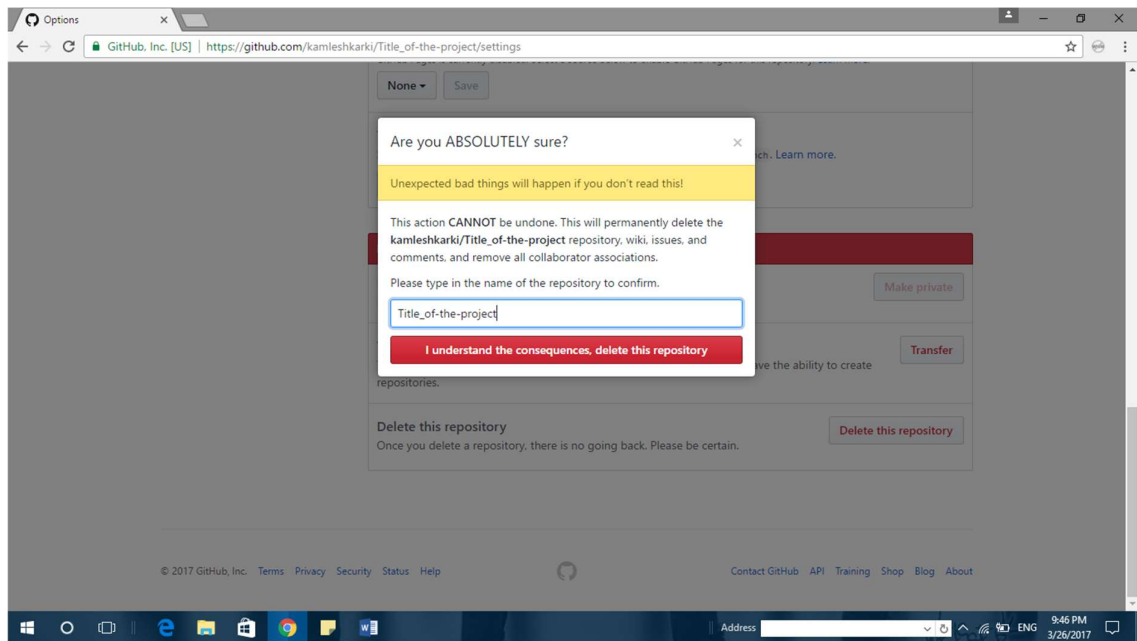 Options
GitHub, Inc. [US] | https://github.com/kamleshkarki/Title_of-the-project/settings
None
Save
Are you ABSOLUTELY sure?
ch. Learn more.
Unexpected bad things will happen if you don't read this!
This action CANNOT be undone. This will permanently delete the
kamleshkarki/Title_of-the-project repository, wiki, issues, and
comments, and remove all collaborator associations.
Please type in the name of the repository to confirm.
Make private
Title_of-the-project
I understand the consequences, delete this repository
Transfer
ve the ability to create
repositories.
Delete this repository
Delete this repository
Once you delete a repository, there is no going back. Please be certain.
© 2017 GitHub, Inc. Terms Privacy Security Status Help
Contact GitHub API Training Shop Blog About
Address
ENG
9:46 PM
3/26/2017